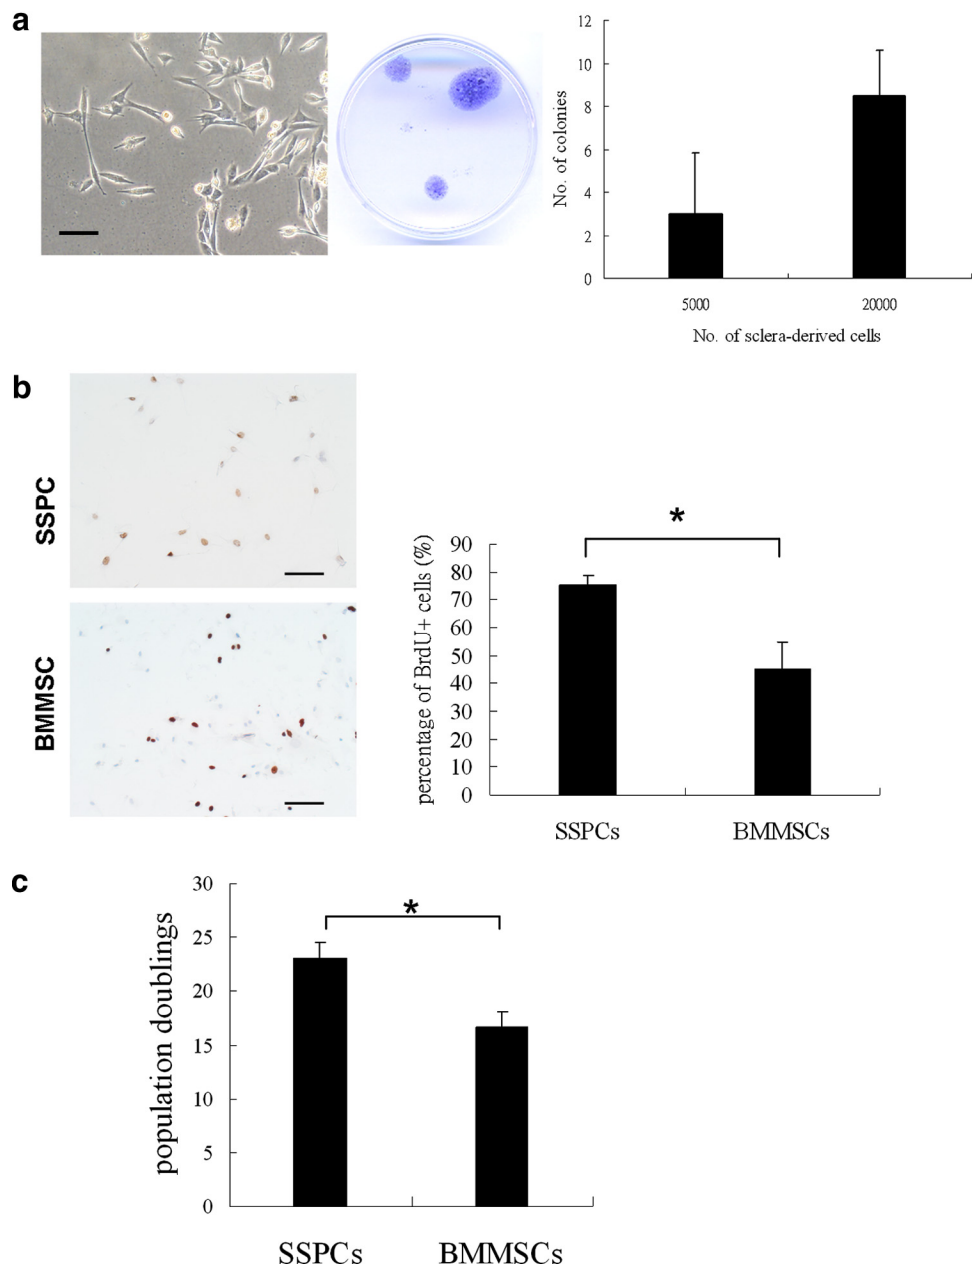 a
No. of colonies
12
10
8
6
4
2
0
5000
20000
No. of sclera-derived cells
b
SSPC
BMMSC
percentage of BrdU+ cells (%)
90
80
70
60
50
40
30
20
10
0
*
SSPCs
BMMSCs
c
population doublings
30
25
20
15
10
5
0
*
SSPCs
BMMSCs